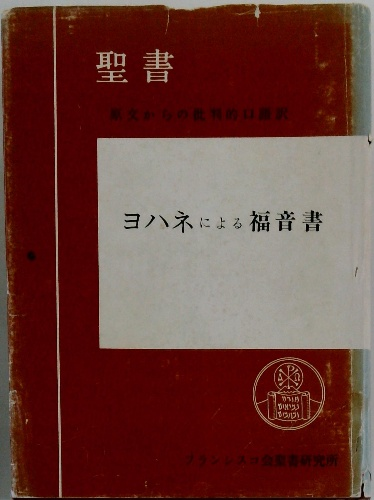 聖書
原文からの批判的口語訳
ヨハネによる福音書
フランシスコ会聖書研究所